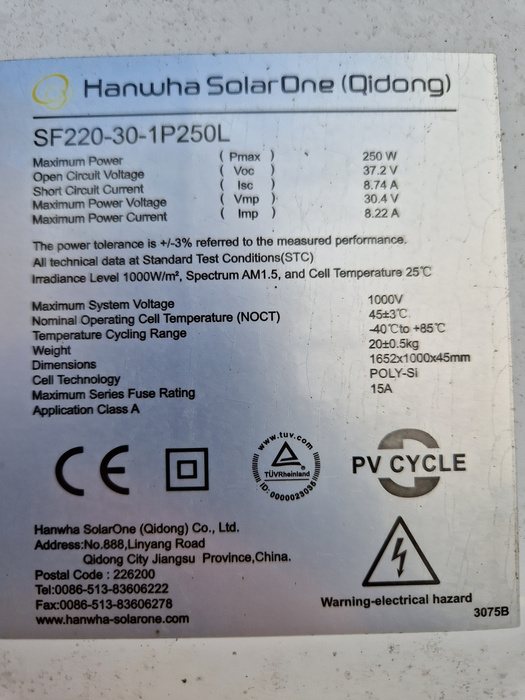 Hanwha SolarOne (Qidong)
SF220-30-1P250L
Maximum Power ( Pmax ) 250 W
Open Circuit Voltage ( Voc ) 37.2 V
Short Circuit Current ( Isc ) 8.74 A
Maximum Power Voltage ( Vmp ) 30.4 V
Maximum Power Current ( Imp ) 8.22 A
The power tolerance is +/-3% referred to the measured performance.
All technical data at Standard Test Conditions(STC)
Irradiance Level 1000W/m², Spectrum AM1.5, and Cell Temperature 25℃
Maximum System Voltage 1000V
Nominal Operating Cell Temperature (NOCT) 45±3℃
Temperature Cycling Range -40℃to +85℃
Weight 20±0.5kg
Dimensions 1652x1000x45mm
Cell Technology POLY-Si
Maximum Series Fuse Rating 15A
Application Class A
CE
www.tuv.com
TÜVRheinland
ID:0000023035
PV CYCLE
Hanwha SolarOne (Qidong) Co., Ltd.
Address:No.888,Linyang Road
Qidong City Jiangsu Province,China.
Postal Code : 226200
Tel:0086-513-83606222
Fax:0086-513-83606278
www.hanwha-solarone.com
Warning-electrical hazard
3075B